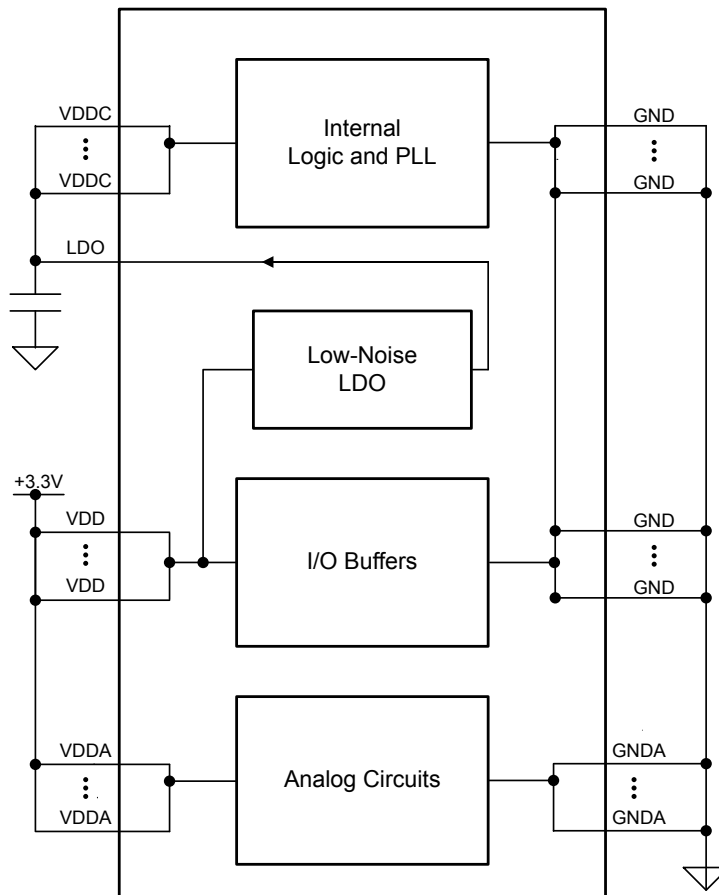 VDDC
VDDC
Internal
Logic and PLL
GND
GND
LDO
Low-Noise
LDO
+3.3V
VDD
VDD
I/O Buffers
GND
GND
VDDA
VDDA
Analog Circuits
GNDA
GNDA